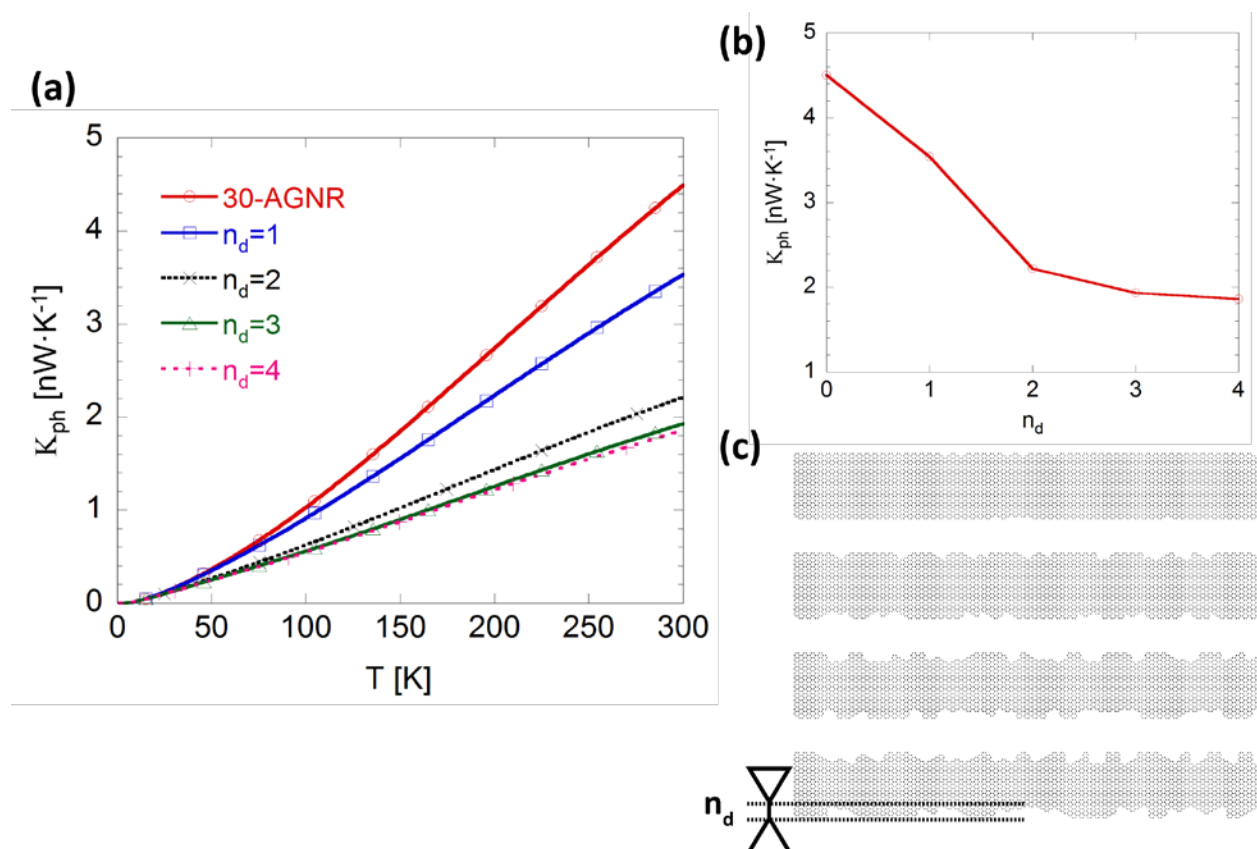 (a)
5
4
3
2
1
0
K_ph [nW·K⁻¹]
30-AGNR
n_d=1
n_d=2
n_d=3
n_d=4
0 50 100 150 200 250 300
T [K]
(b)
5
4
3
2
1
K_ph [nW·K⁻¹]
0 1 2 3 4
n_d
(c)
n_d